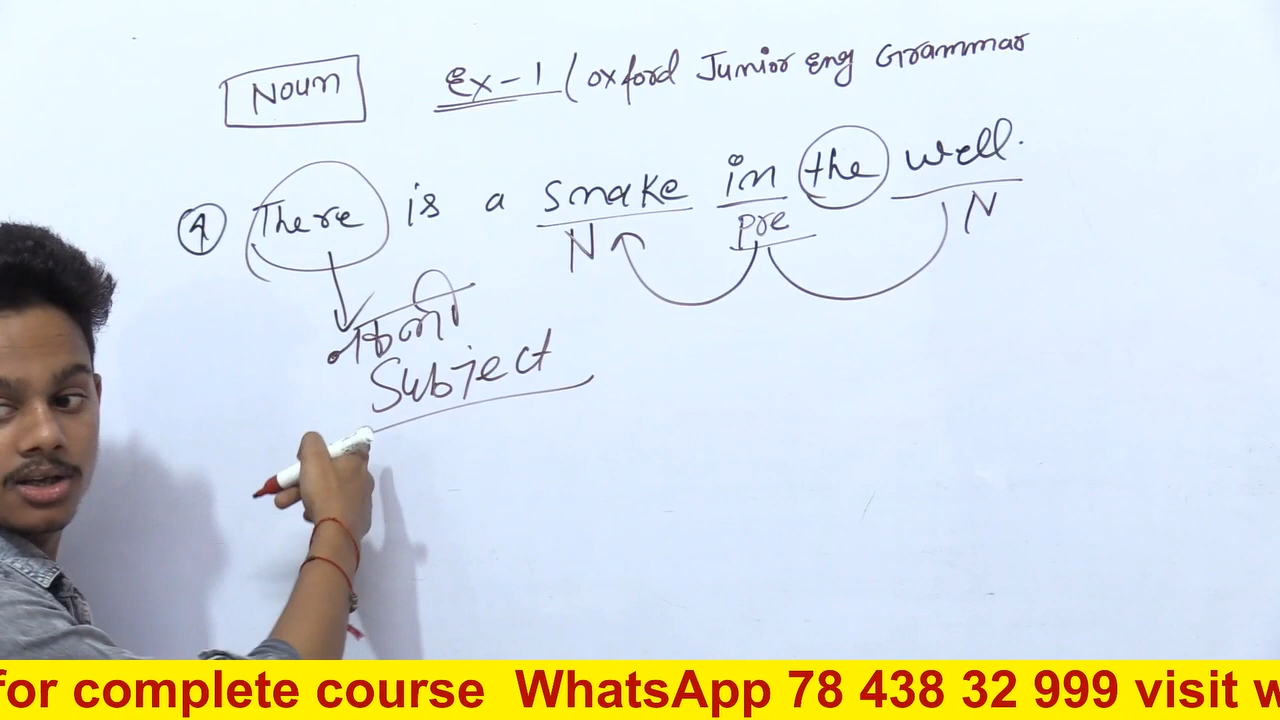 Noun Ex-1 (Oxford Junior Eng Grammar
4 There is a snake in the well.
N pre N
नकली
Subject
for complete course WhatsApp 78 438 32 999 visit w